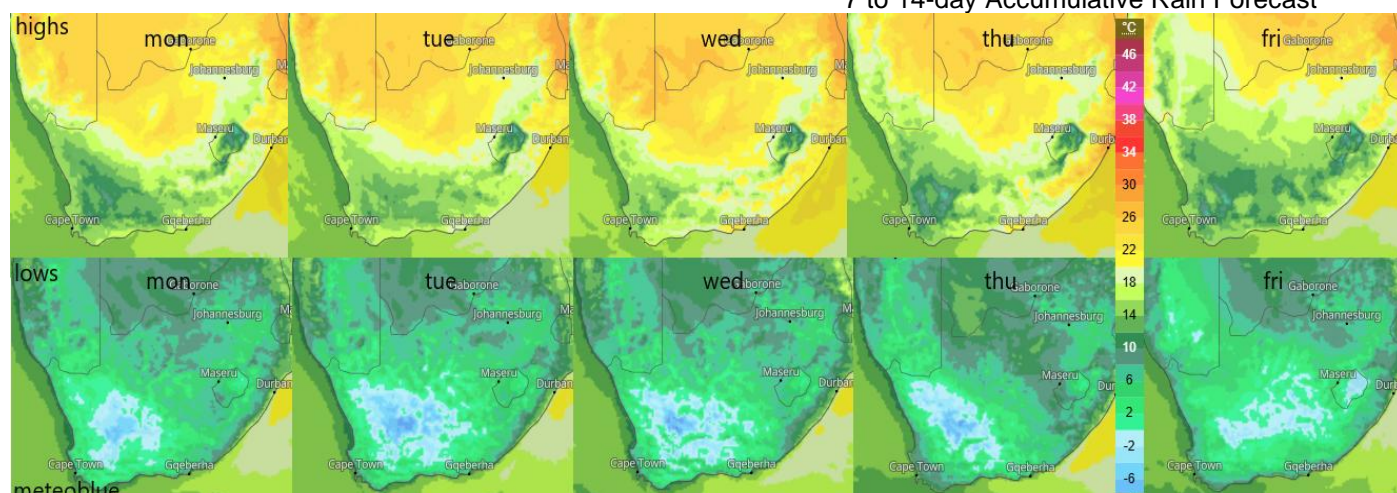 7 to 14-day Accumulative Rain Forecast
highs
mon
tue
wed
thu
fri
Gaborone
Gaborone
Gaborone
Gaborone
Gaborone
Johannesburg
Johannesburg
Johannesburg
Johannesburg
Johannesburg
Maseru
Maseru
Maseru
Maseru
Maseru
Durban
Durban
Durban
Durban
Durban
Cape Town
Cape Town
Cape Town
Cape Town
Cape Town
Gqeberha
Gqeberha
Gqeberha
Gqeberha
Gqeberha
°C
46
42
38
34
30
26
22
18
14
10
6
2
-2
-6
lows
mon
tue
wed
thu
fri
Gaborone
Gaborone
Gaborone
Gaborone
Gaborone
Johannesburg
Johannesburg
Johannesburg
Johannesburg
Johannesburg
Maseru
Maseru
Maseru
Maseru
Maseru
Durban
Durban
Durban
Durban
Durban
Cape Town
Cape Town
Cape Town
Cape Town
Cape Town
Gqeberha
Gqeberha
Gqeberha
Gqeberha
Gqeberha
meteoblue